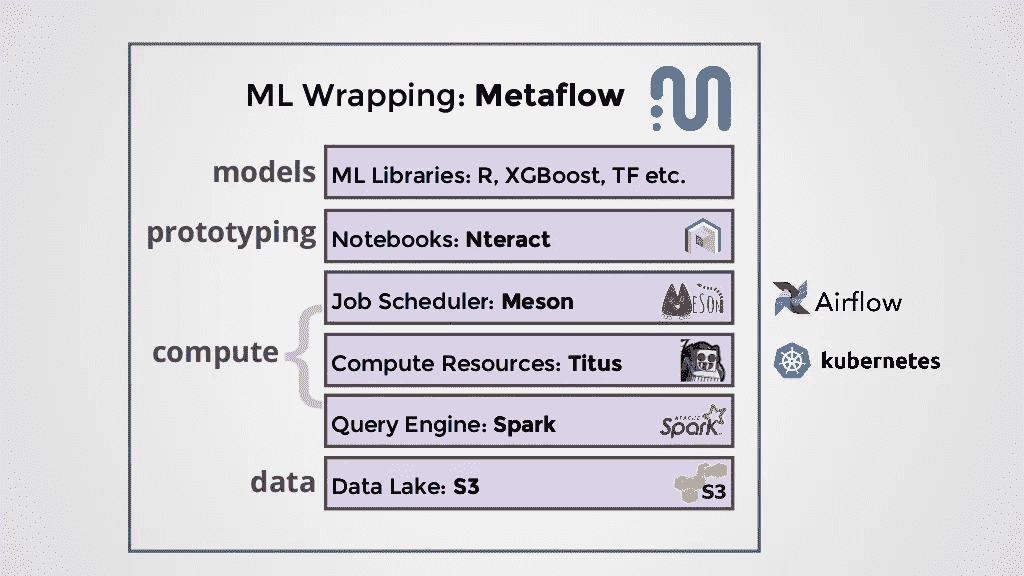 ML Wrapping: Metaflow
models
ML Libraries: R, XGBoost, TF etc.
prototyping
Notebooks: Nteract
Job Scheduler: Meson
MESON
Airflow
compute
Compute Resources: Titus
kubernetes
Query Engine: Spark
APACHE
Spark
data
Data Lake: S3
S3